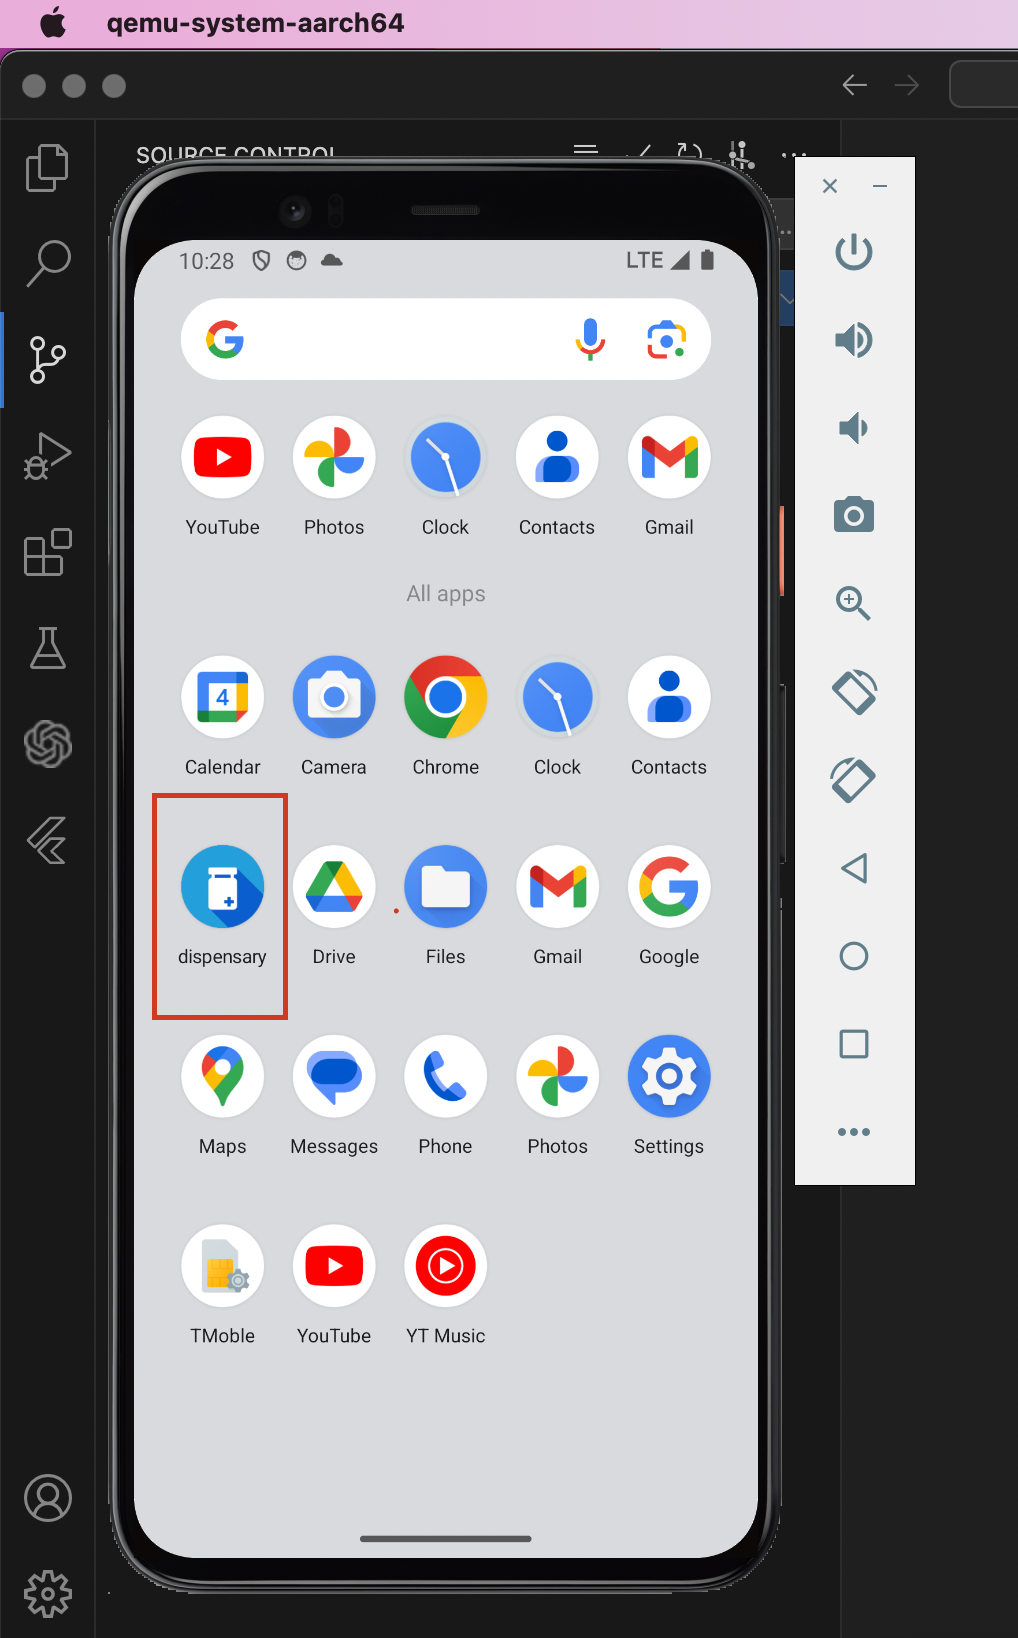 qemu-system-aarch64
SOURCE CONTROL
10:28
LTE
YouTube
Photos
Clock
Contacts
Gmail
All apps
4
Calendar
Camera
Chrome
Clock
Contacts
dispensary
Drive
Files
Gmail
Google
Maps
Messages
Phone
Photos
Settings
TMoble
YouTube
YT Music